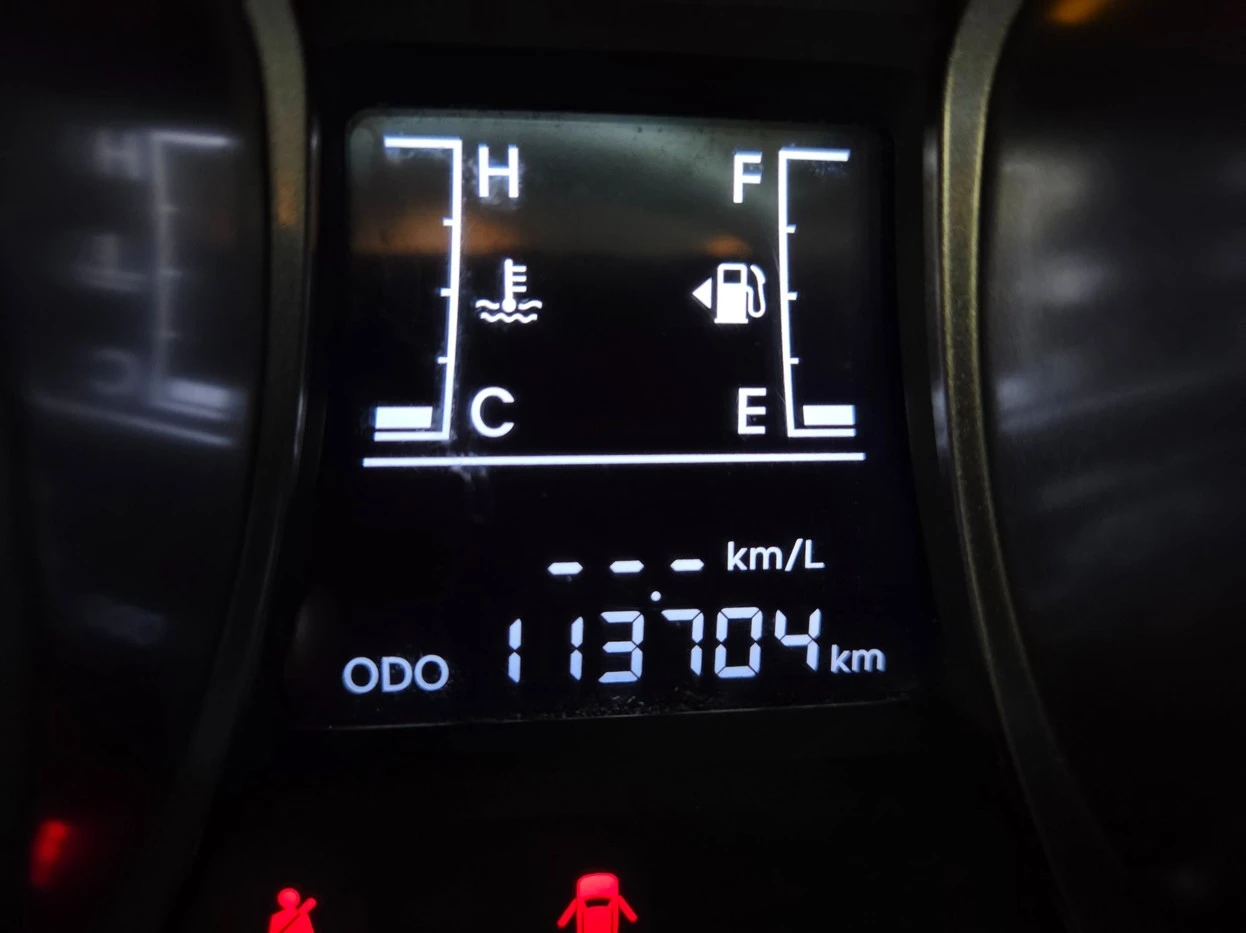 H F
C E
--- km/L
ODO 113704 km